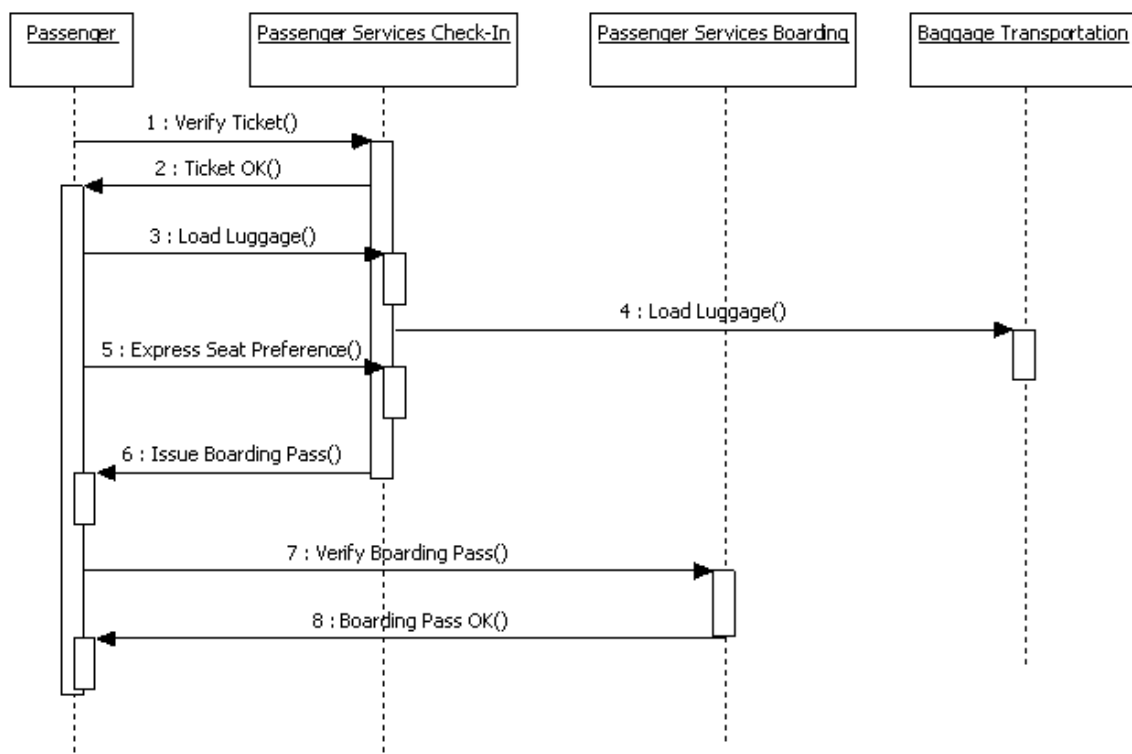 Passenger
Passenger Services Check-In
Passenger Services Boarding
Baggage Transportation
1 : Verify Ticket()
2 : Ticket OK()
3 : Load Luggage()
4 : Load Luggage()
5 : Express Seat Preference()
6 : Issue Boarding Pass()
7 : Verify Boarding Pass()
8 : Boarding Pass OK()